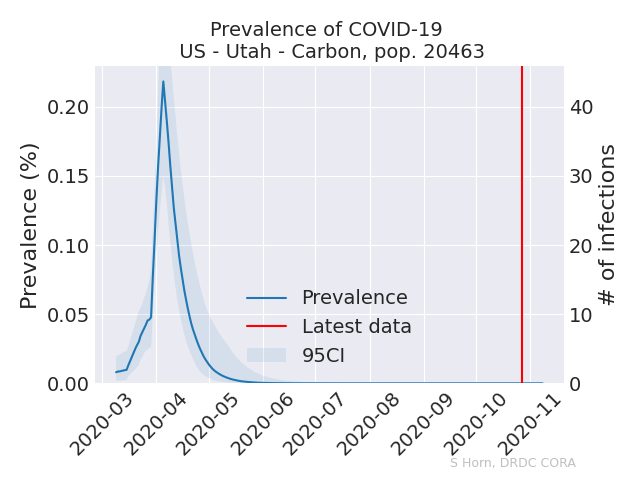 Prevalence of COVID-19
US - Utah - Carbon, pop. 20463
Prevalence (%)
0.20
0.15
0.10
0.05
0.00
40
30
20
10
0
# of infections
Prevalence
Latest data
95CI
2020-03
2020-04
2020-05
2020-06
2020-07
2020-08
2020-09
2020-10
2020-11
S Horn, DRDC CORA